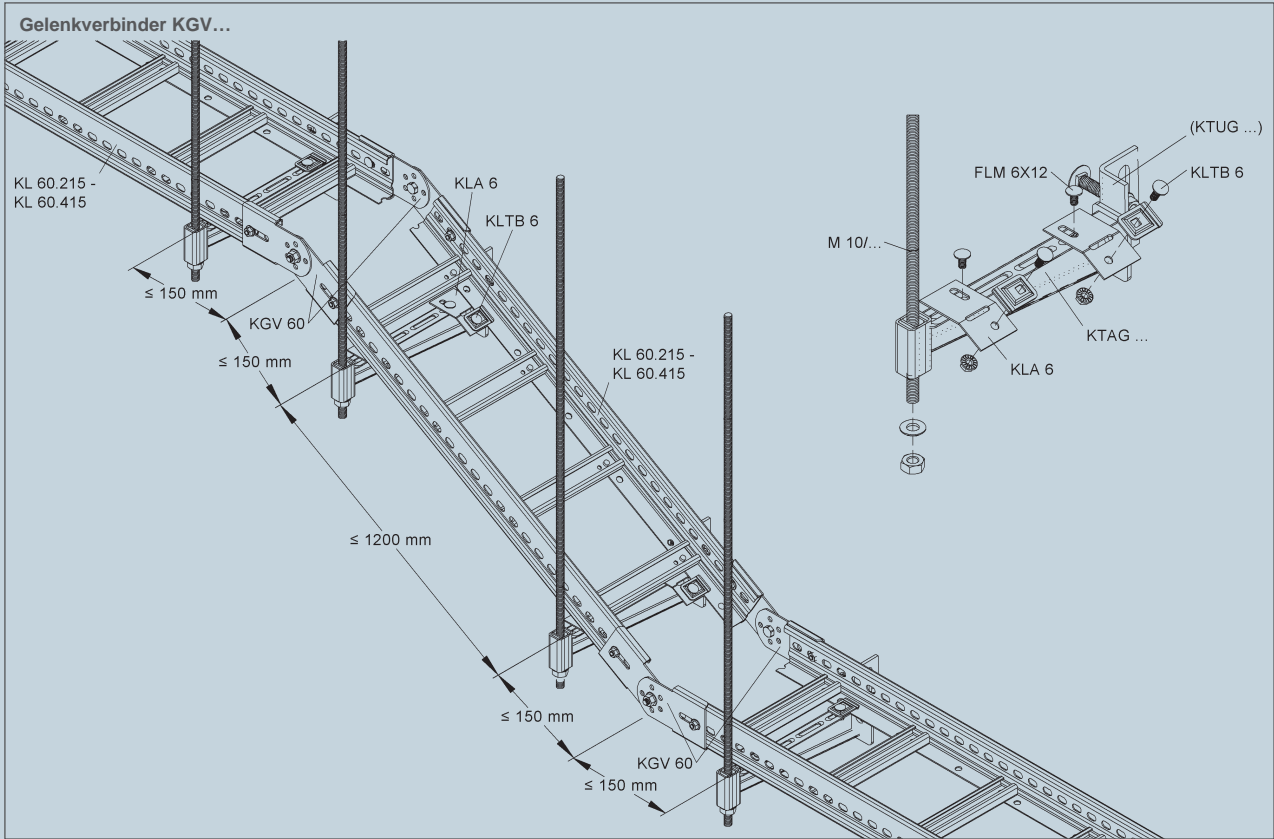 Gelenkverbinder KGV...
KL 60.215 -
KL 60.415
≤ 150 mm
≤ 150 mm
KGV 60
KLA 6
KLTB 6
KL 60.215 -
KL 60.415
≤ 1200 mm
≤ 150 mm
≤ 150 mm
KGV 60
(KTUG ...)
FLM 6X12
KLTB 6
M 10/...
KTAG ...
KLA 6